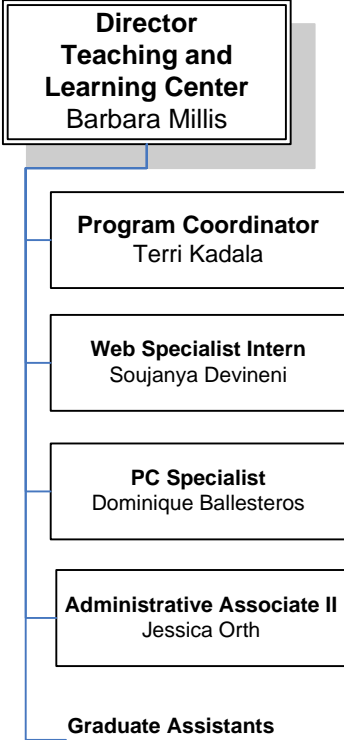 Director
Teaching and
Learning Center
Barbara Millis
Program Coordinator
Terri Kadala
Web Specialist Intern
Soujanya Devineni
PC Specialist
Dominique Ballesteros
Administrative Associate II
Jessica Orth
Graduate Assistants